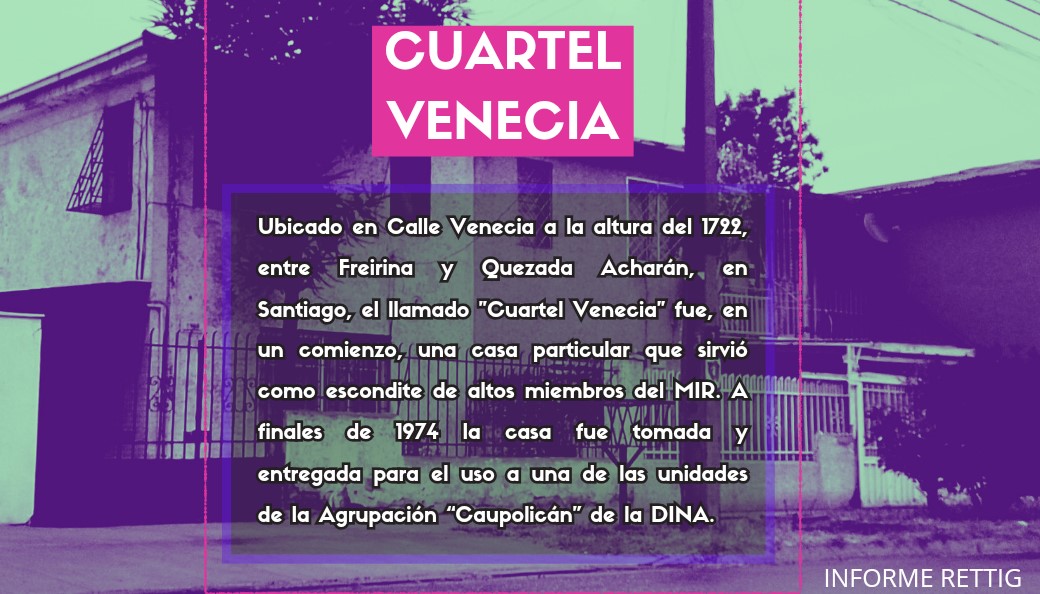 CUARTEL
VENECIA
Ubicado en Calle Venecia a la altura del 1722,
entre Freirina y Quezada Acharán, en
Santiago, el llamado "Cuartel Venecia" fue, en
un comienzo, una casa particular que sirvió
como escondite de altos miembros del MIR. A
finales de 1974 la casa fue tomada y
entregada para el uso a una de las unidades
de la Agrupación “Caupolicán” de la DINA.
INFORME RETTIG